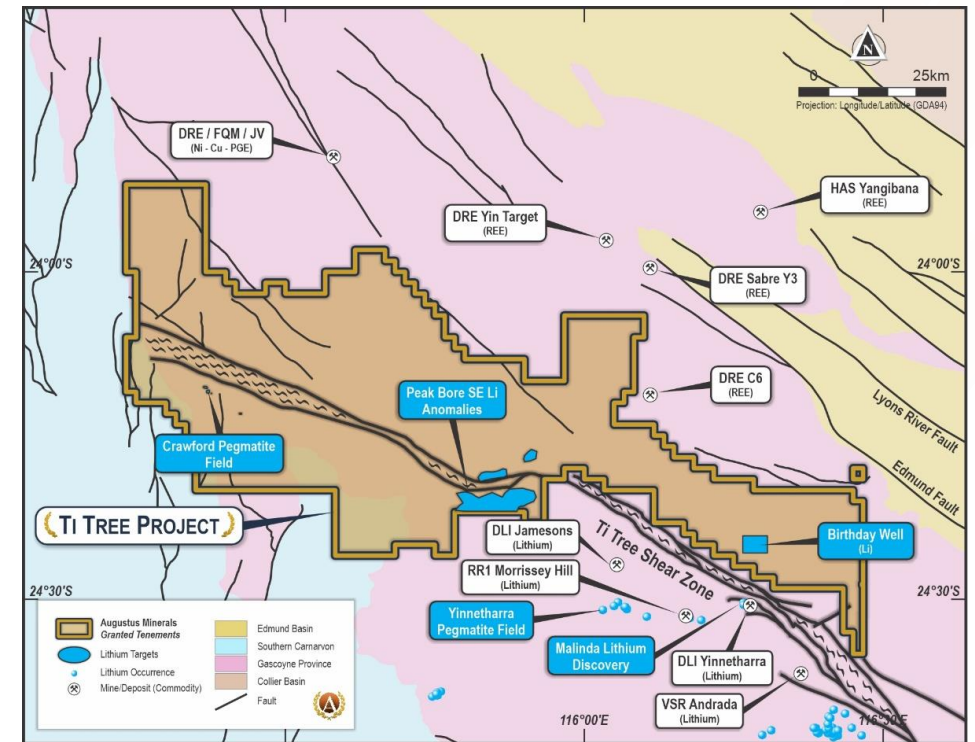 N
0 25km
Projection: Longitude/Latitude (GDA94)
DRE / FQM / JV
(Ni - Cu - PGE)
HAS Yangibana
(REE)
DRE Yin Target
(REE)
24°00'S
24°00'S
DRE Sabre Y3
(REE)
DRE C6
(REE)
Peak Bore SE Li
Anomalies
Lyons River Fault
Crawford Pegmatite
Field
Edmund Fault
TI TREE PROJECT
DLI Jamesons
(Lithium)
Ti Tree Shear Zone
Birthday Well
(Li)
RR1 Morrissey Hill
(Lithium)
24°30'S
24°30'S
Yinnetharra
Pegmatite Field
Malinda Lithium
Discovery
DLI Yinnetharra
(Lithium)
VSR Andrada
(Lithium)
116°00'E
116°30'E
Augustus Minerals
Granted Tenements
Lithium Targets
Lithium Occurrence
Mine/Deposit (Commodity)
Edmund Basin
Southern Carnarvon
Gascoyne Province
Collier Basin
Fault
A